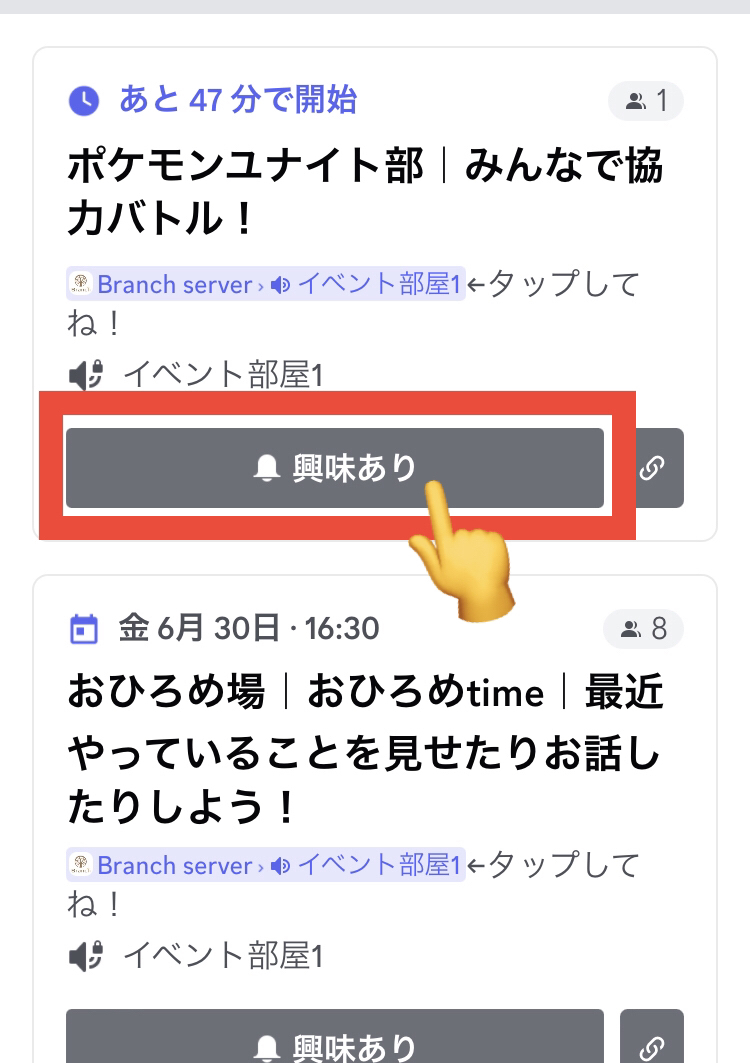 あと 47 分で開始
1
ポケモンユナイト部｜みんなで協
力バトル！
Branch server › イベント部屋1←タップして
ね！
イベント部屋1
興味あり
金 6月 30日 · 16:30
8
おひろめ場｜おひろめtime｜最近
やっていることを見せたりお話し
たりしよう！
Branch server › イベント部屋1←タップして
ね！
イベント部屋1
興味あり